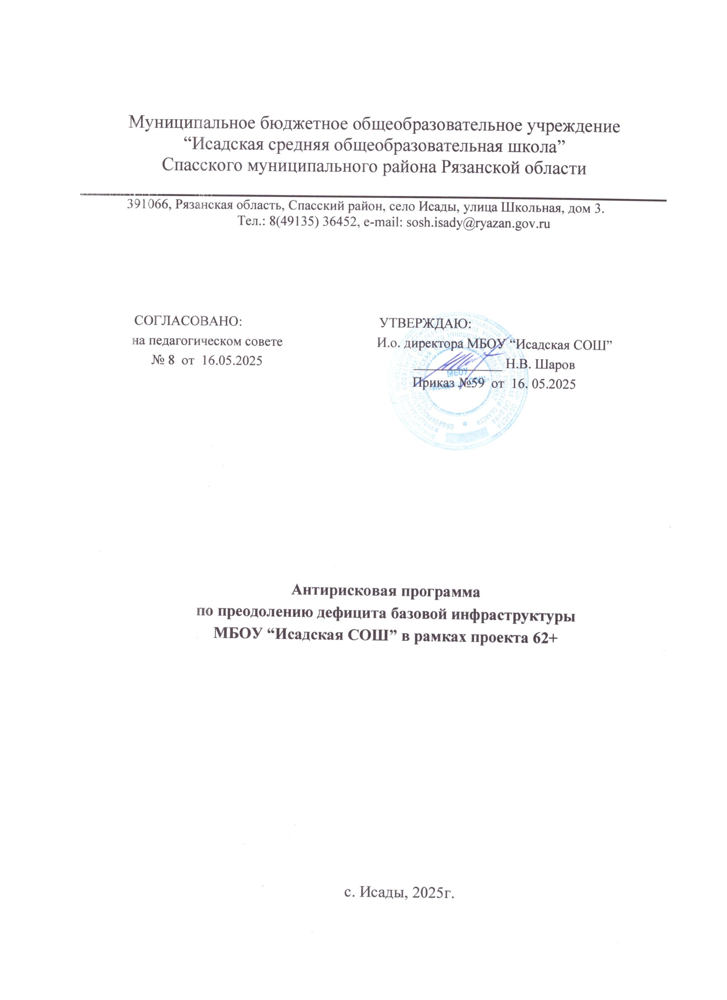 Муниципальное бюджетное общеобразовательное учреждение
“Исадская средняя общеобразовательная школа”
Спасского муниципального района Рязанской области
391066, Рязанская область, Спасский район, село Исады, улица Школьная, дом 3.
Тел.: 8(49135) 36452, e-mail: sosh.isady@ryazan.gov.ru
СОГЛАСОВАНО:
на педагогическом совете
№ 8 от 16.05.2025
УТВЕРЖДАЮ:
И.о. директора МБОУ “Исадская СОШ”
Н.В. Шаров
Приказ №59 от 16. 05.2025
МБОУ
Антирисковая программа
по преодолению дефицита базовой инфраструктуры
МБОУ “Исадская СОШ” в рамках проекта 62+
с. Исады, 2025г.